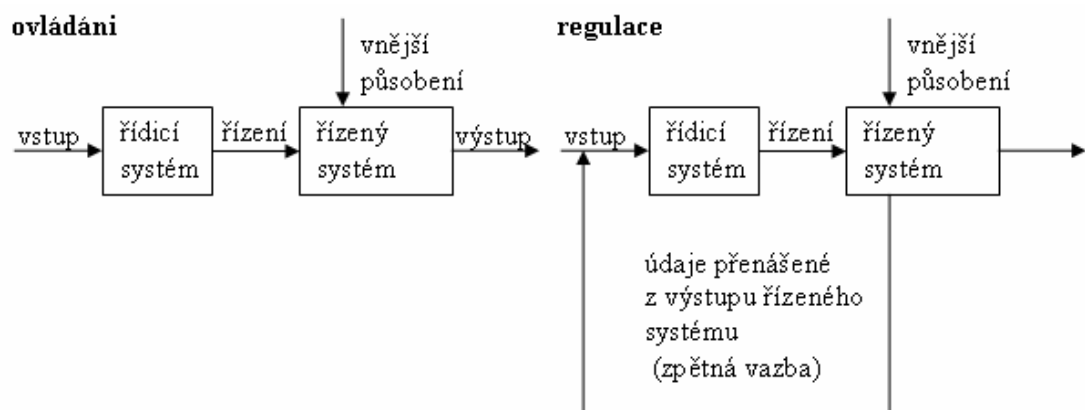 ovládáni
vnější
působení
vstup
řídicí
systém
řízení
řízený
systém
výstup
regulace
vnější
působení
vstup
řídicí
systém
řízení
řízený
systém
údaje přenášené
z výstupu řízeného
systému
(zpětná vazba)